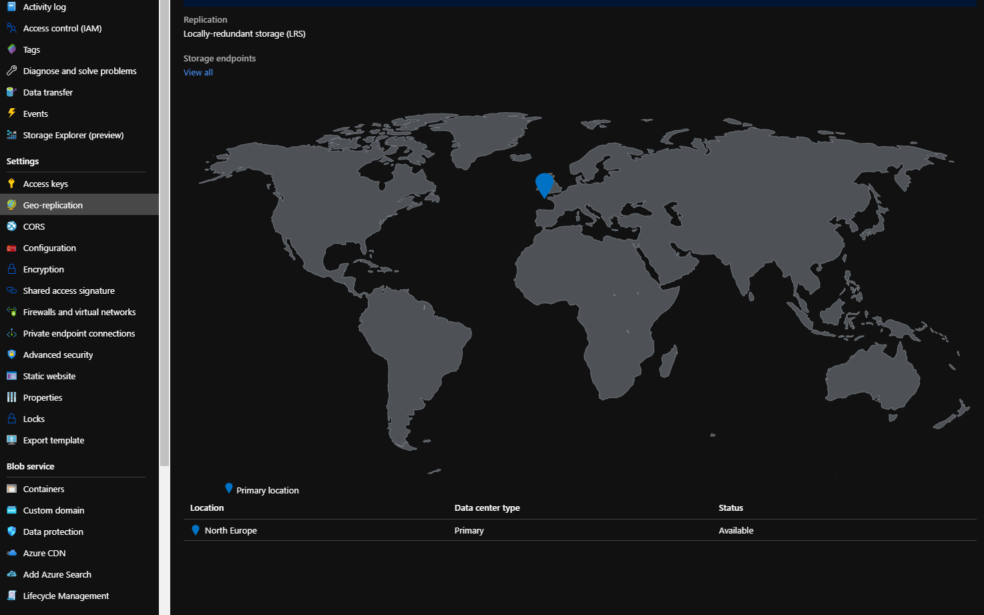 Activity log
Access control (IAM)
Tags
Diagnose and solve problems
Data transfer
Events
Storage Explorer (preview)
Settings
Access keys
Geo-replication
CORS
Configuration
Encryption
Shared access signature
Firewalls and virtual networks
Private endpoint connections
Advanced security
Static website
Properties
Locks
Export template
Blob service
Containers
Custom domain
Data protection
Azure CDN
Add Azure Search
Lifecycle Management
Replication
Locally-redundant storage (LRS)
Storage endpoints
View all
Primary location
Location Data center type Status
North Europe Primary Available